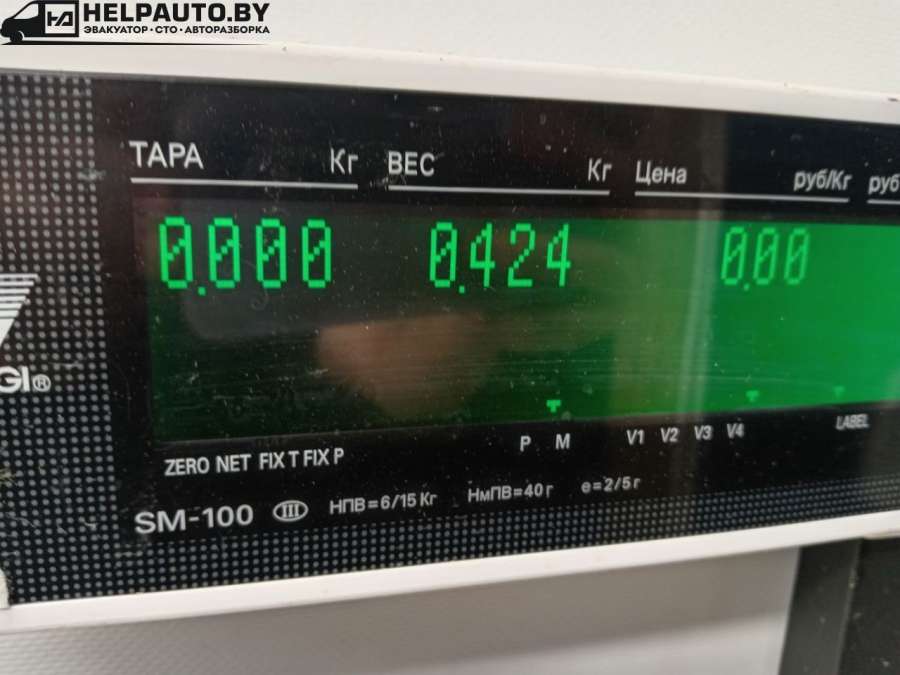 HELPAUTO.BY
ЭВАКУАТОР • СТО • АВТОРАЗБОРКА
ТАРА Кг ВЕС Кг Цена руб/Кг руб
0.000 0.424 0.00
GI®
P M V1 V2 V3 V4 LABEL
ZERO NET FIX T FIX P
SM-100 III НПВ=6/15 Кг НмПВ=40 г e=2/5 г